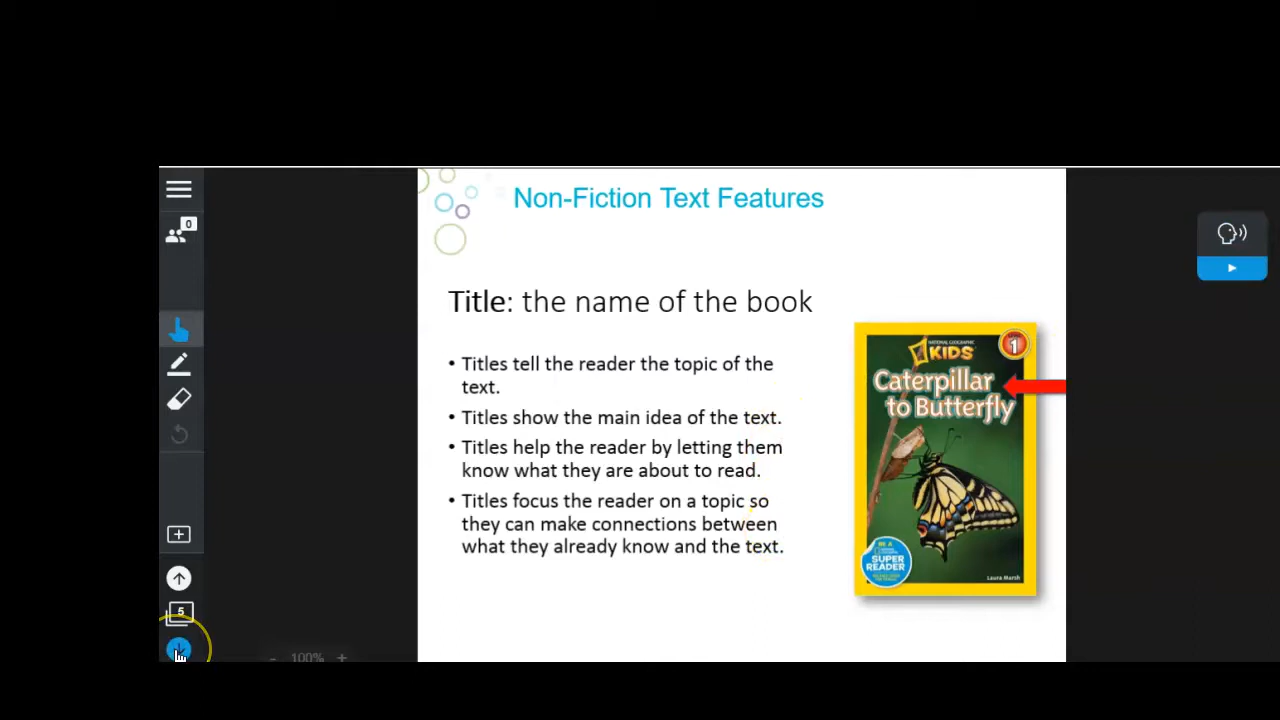 0
Non-Fiction Text Features
Title: the name of the book
• Titles tell the reader the topic of the
text.
• Titles show the main idea of the text.
• Titles help the reader by letting them
know what they are about to read.
• Titles focus the reader on a topic so
they can make connections between
what they already know and the text.
NATIONAL GEOGRAPHIC
KIDS
1
Caterpillar
to Butterfly
BE A
SUPER
READER
Laura Marsh
5
- 100% +